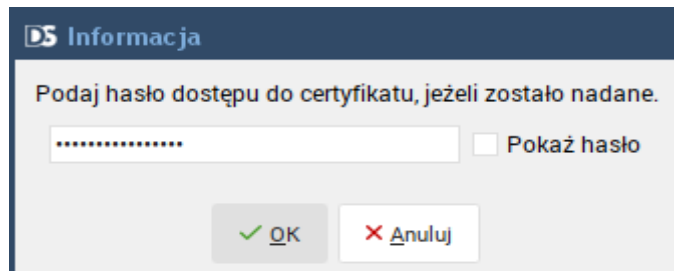 DS Informacja
Podaj hasło dostępu do certyfikatu, jeżeli zostało nadane.
•••••••••••••••• Pokaż hasło
OK Anuluj